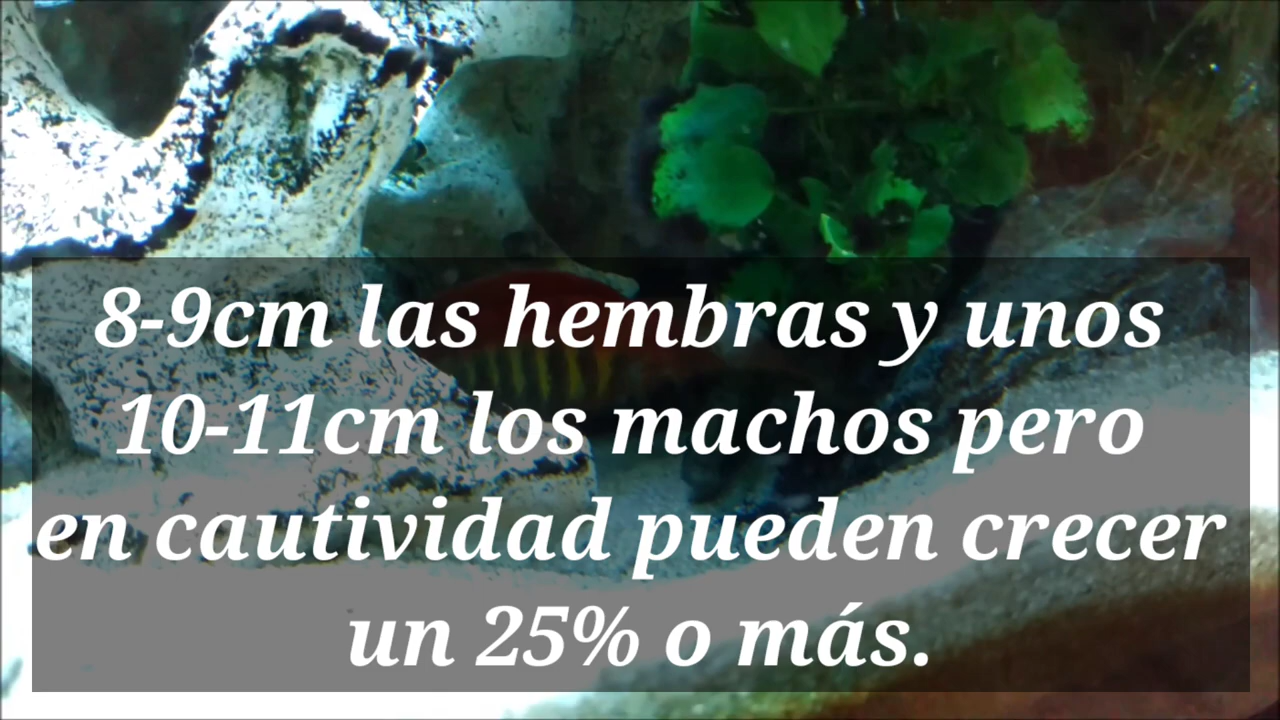 8-9cm las hembras y unos
10-11cm los machos pero
en cautividad pueden crecer
un 25% o más.